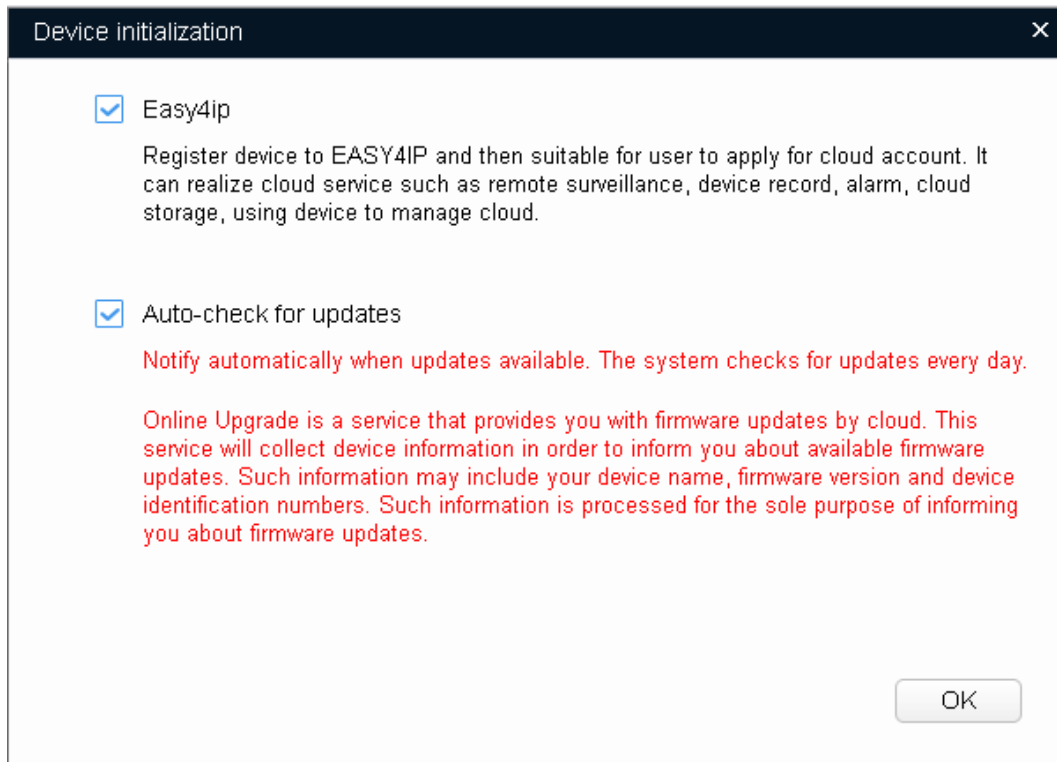 Device initialization
Easy4ip
Register device to EASY4IP and then suitable for user to apply for cloud account. It
can realize cloud service such as remote surveillance, device record, alarm, cloud
storage, using device to manage cloud.
Auto-check for updates
Notify automatically when updates available. The system checks for updates every day.
Online Upgrade is a service that provides you with firmware updates by cloud. This
service will collect device information in order to inform you about available firmware
updates. Such information may include your device name, firmware version and device
identification numbers. Such information is processed for the sole purpose of informing
you about firmware updates.
OK